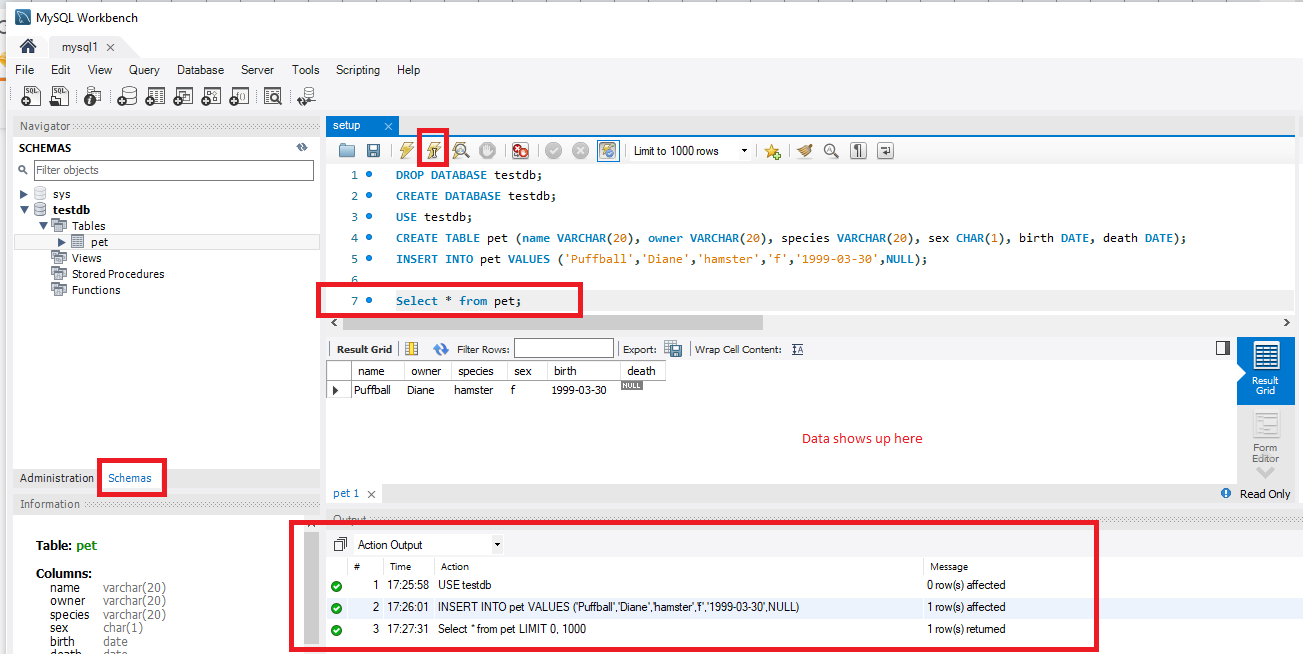 MySQL Workbench
mysql1
File Edit View Query Database Server Tools Scripting Help
Navigator
SCHEMAS
Filter objects
sys
testdb
Tables
pet
Views
Stored Procedures
Functions
Administration Schemas
Information
Table: pet
Columns:
name varchar(20)
owner varchar(20)
species varchar(20)
sex char(1)
birth date
death date
setup
Limit to 1000 rows
1 DROP DATABASE testdb;
2 CREATE DATABASE testdb;
3 USE testdb;
4 CREATE TABLE pet (name VARCHAR(20), owner VARCHAR(20), species VARCHAR(20), sex CHAR(1), birth DATE, death DATE);
5 INSERT INTO pet VALUES ('Puffball','Diane','hamster','f','1999-03-30',NULL);
6
7 Select * from pet;
Result Grid Filter Rows: Export: Wrap Cell Content:
name owner species sex birth death
Puffball Diane hamster f 1999-03-30 NULL
Data shows up here
Result Grid
Form Editor
pet 1
Read Only
Output
Action Output
# Time Action Message
1 17:25:58 USE testdb 0 row(s) affected
2 17:26:01 INSERT INTO pet VALUES ('Puffball','Diane','hamster','f','1999-03-30',NULL) 1 row(s) affected
3 17:27:31 Select * from pet LIMIT 0, 1000 1 row(s) returned